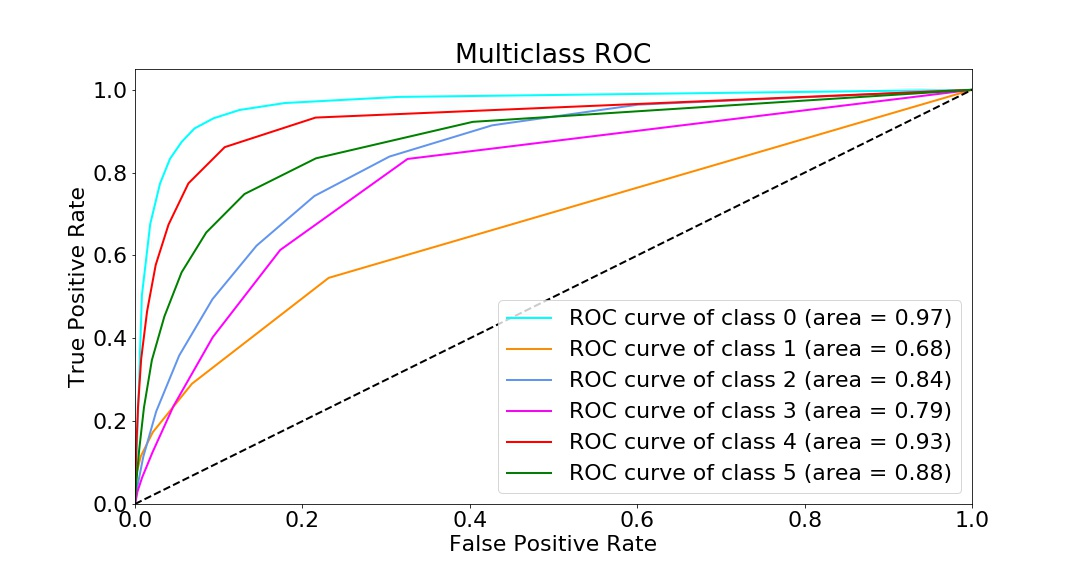 Multiclass ROC
True Positive Rate
1.0
0.8
0.6
0.4
0.2
0.0
ROC curve of class 0 (area = 0.97)
ROC curve of class 1 (area = 0.68)
ROC curve of class 2 (area = 0.84)
ROC curve of class 3 (area = 0.79)
ROC curve of class 4 (area = 0.93)
ROC curve of class 5 (area = 0.88)
0.0 0.2 0.4 0.6 0.8 1.0
False Positive Rate